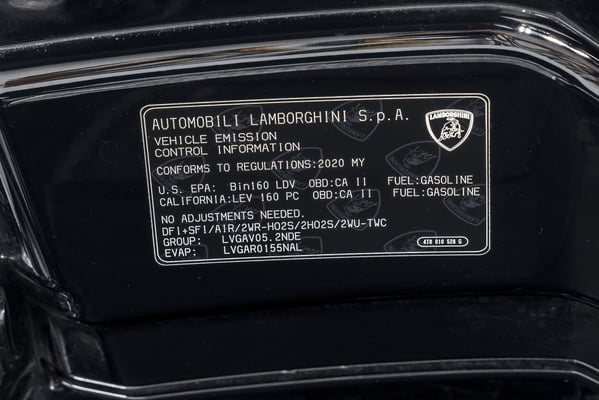 AUTOMOBILI LAMBORGHINI S.p.A.
LAMBORGHINI
VEHICLE EMISSION
CONTROL INFORMATION
CONFORMS TO REGULATIONS:2020 MY
U.S. EPA: Bin160 LDV OBD:CA II FUEL:GASOLINE
CALIFORNIA:LEV 160 PC OBD:CA II FUEL:GASOLINE
NO ADJUSTMENTS NEEDED.
DFI+SFI/AIR/2WR-HO2S/2HO2S/2WU-TWC
GROUP: LVGAV05.2NDE
EVAP: LVGAR0155NAL
4T0 010 520 G